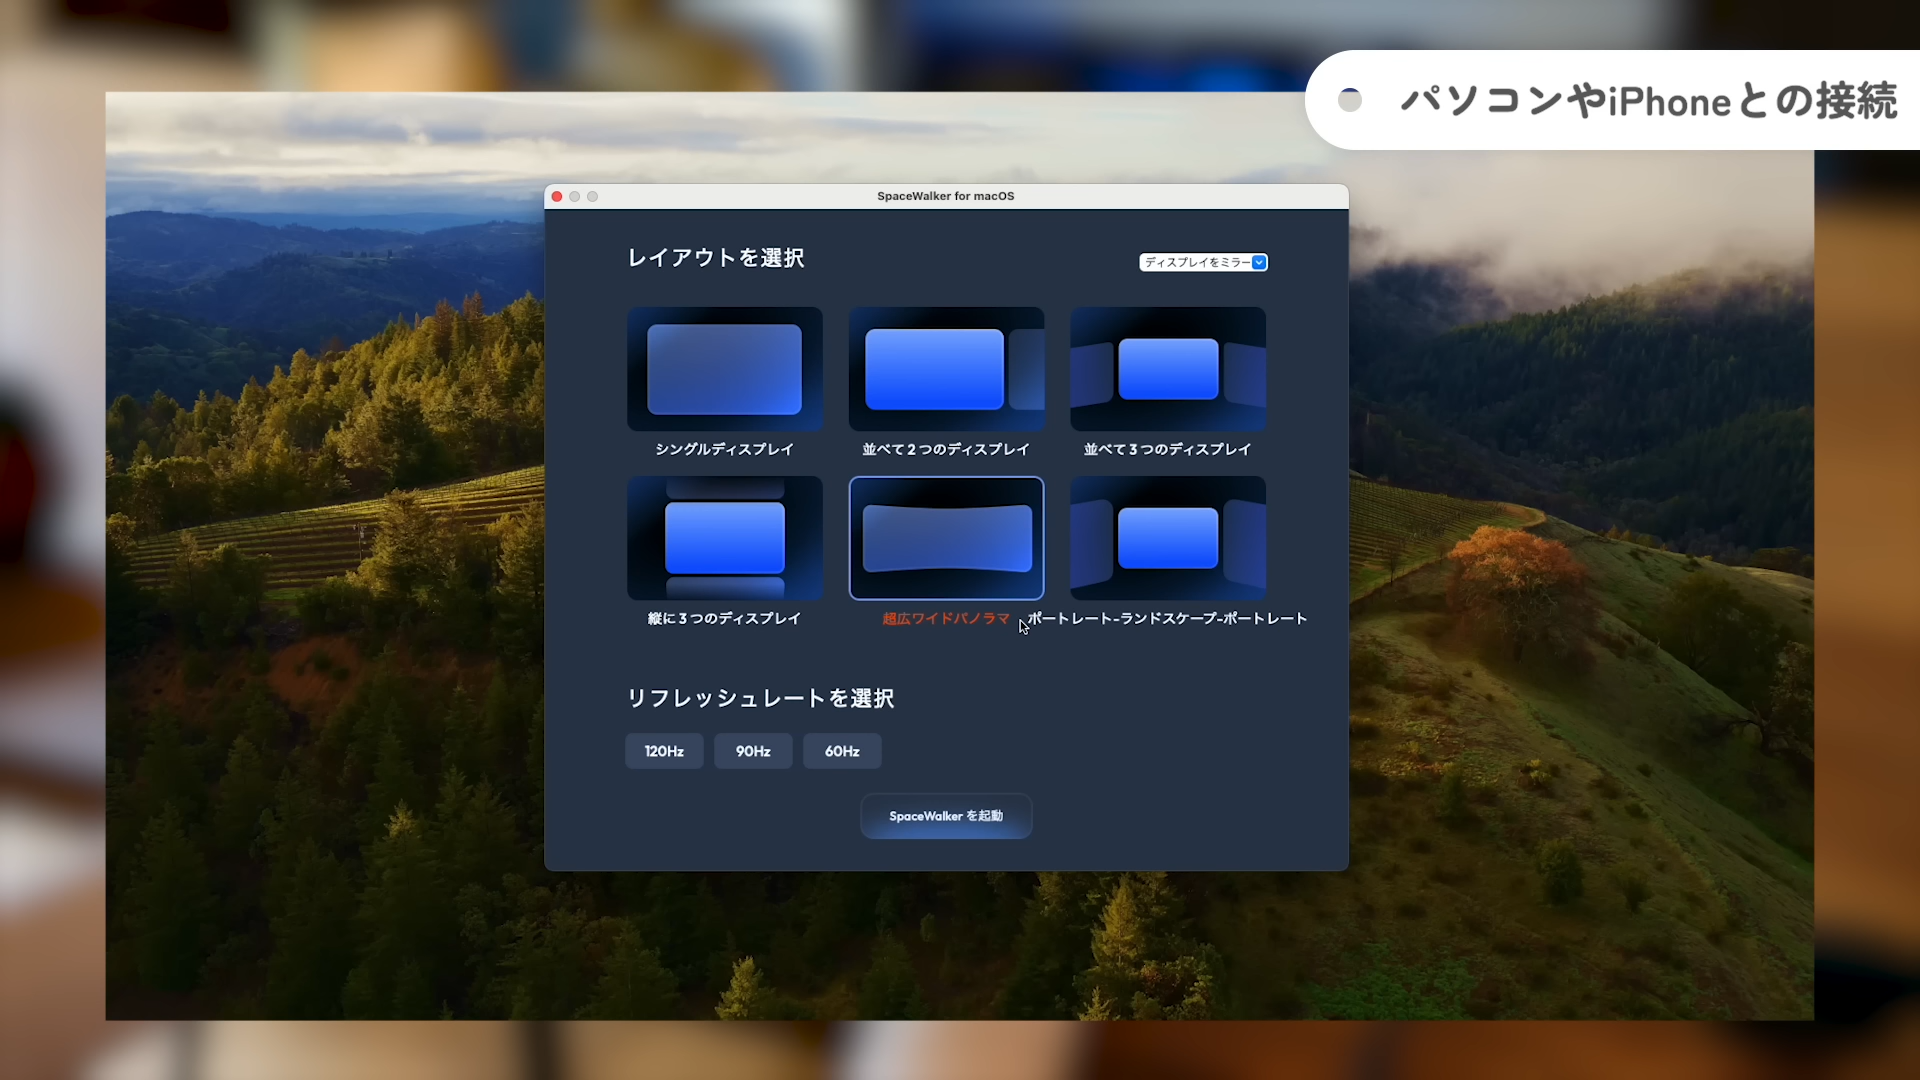 パソコンやiPhoneとの接続
SpaceWalker for macOS
レイアウトを選択
ディスプレイをミラー
シングルディスプレイ
並べて2つのディスプレイ
並べて3つのディスプレイ
縦に3つのディスプレイ
超広ワイドパノラマ
ポートレート-ランドスケープ-ポートレート
リフレッシュレートを選択
120Hz
90Hz
60Hz
SpaceWalker を起動